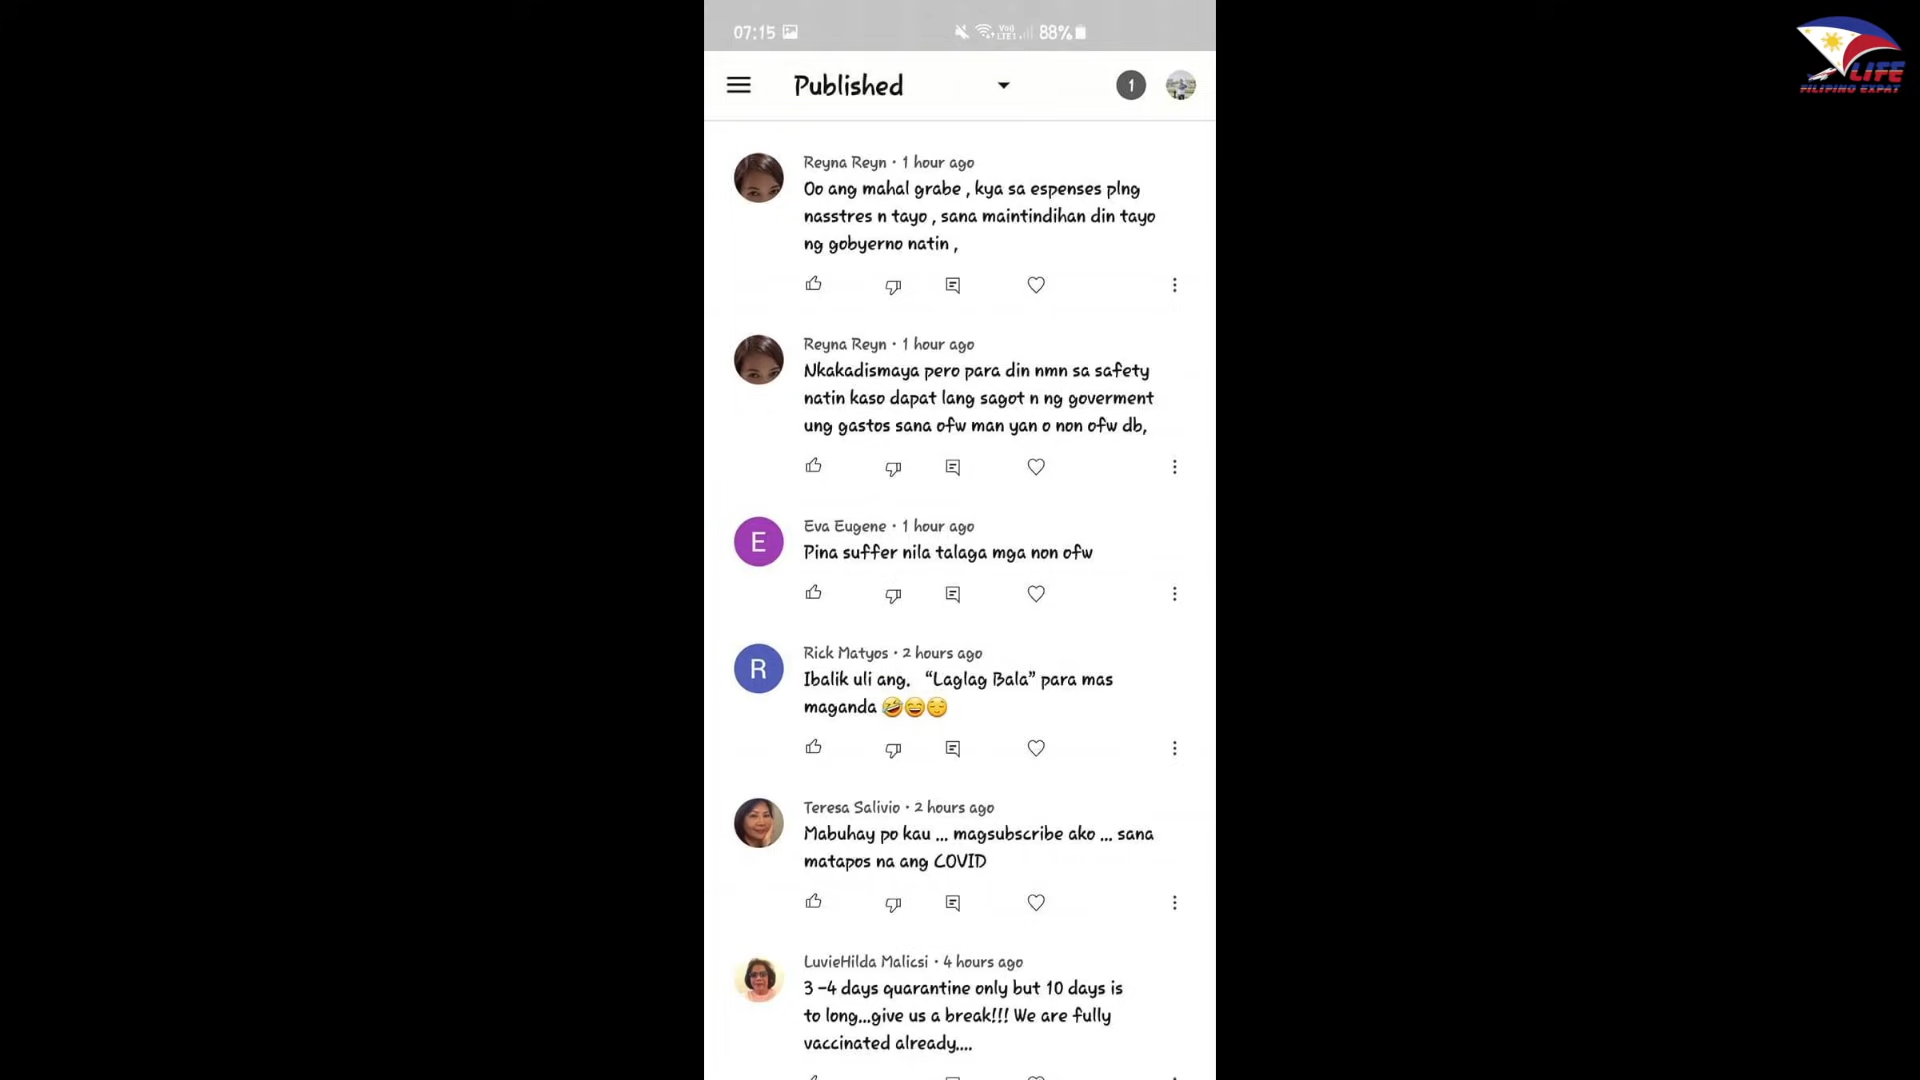 07:15 88%
Published 1
LIFE
FILIPINO EXPAT
Reyna Reyn · 1 hour ago
Oo ang mahal grabe , kya sa espenses plng
nasstres n tayo , sana maintindihan din tayo
ng gobyerno natin ,
Reyna Reyn · 1 hour ago
Nkakadismaya pero para din nmn sa safety
natin kaso dapat lang sagot n ng goverment
ung gastos sana ofw man yan o non ofw db,
E
Eva Eugene · 1 hour ago
Pina suffer nila talaga mga non ofw
R
Rick Matyos · 2 hours ago
Ibalik uli ang. “Laglag Bala” para mas
maganda 🤣😄😌
Teresa Salivio · 2 hours ago
Mabuhay po kau ... magsubscribe ako ... sana
matapos na ang COVID
LuvieHilda Malicsi · 4 hours ago
3 -4 days quarantine only but 10 days is
to long...give us a break!!! We are fully
vaccinated already....